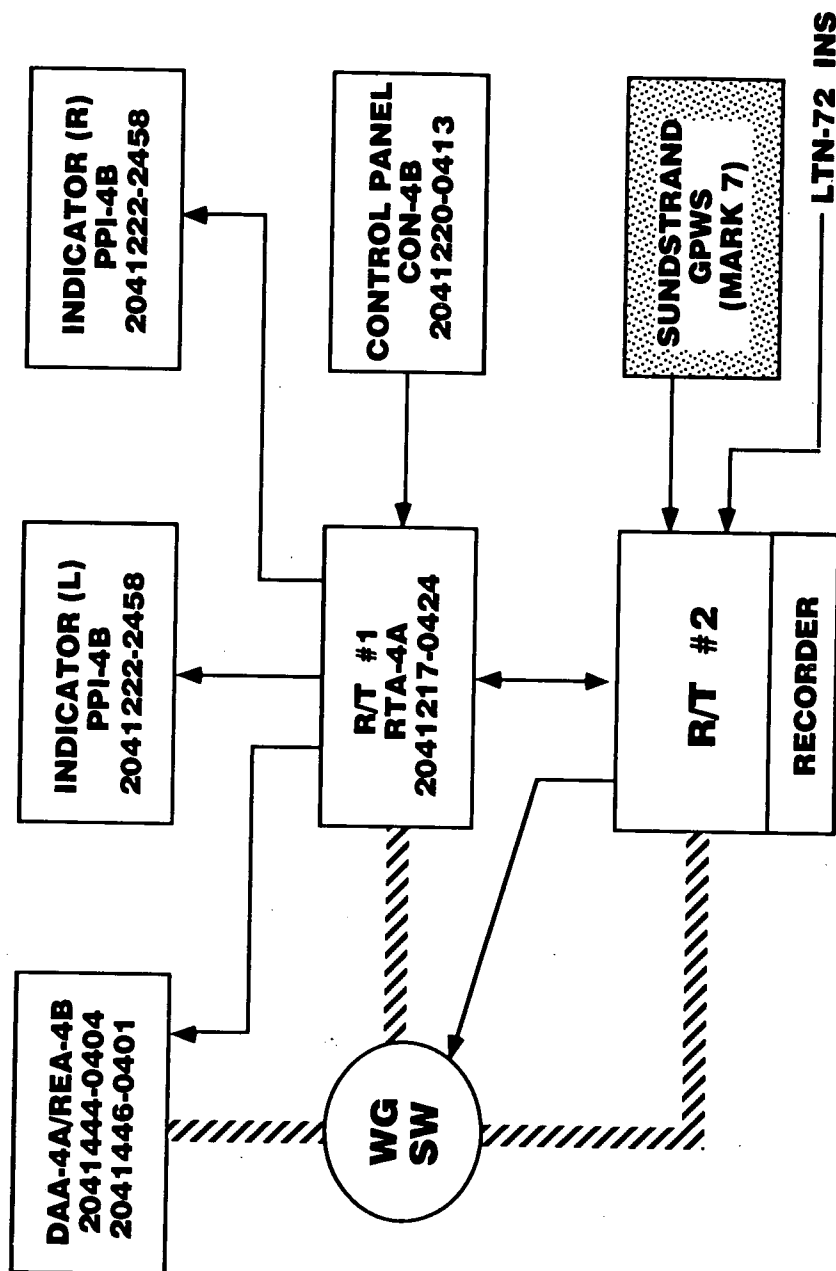 DAA-4A/REA-4B
2041444-0404
2041446-0401
INDICATOR (L)
PPI-4B
2041222-2458
INDICATOR (R)
PPI-4B
2041222-2458
WG
SW
R/T #1
RTA-4A
2041217-0424
CONTROL PANEL
CON-4B
2041220-0413
R/T #2
RECORDER
SUNDSTRAND
GPWS
(MARK 7)
LTN-72 INS